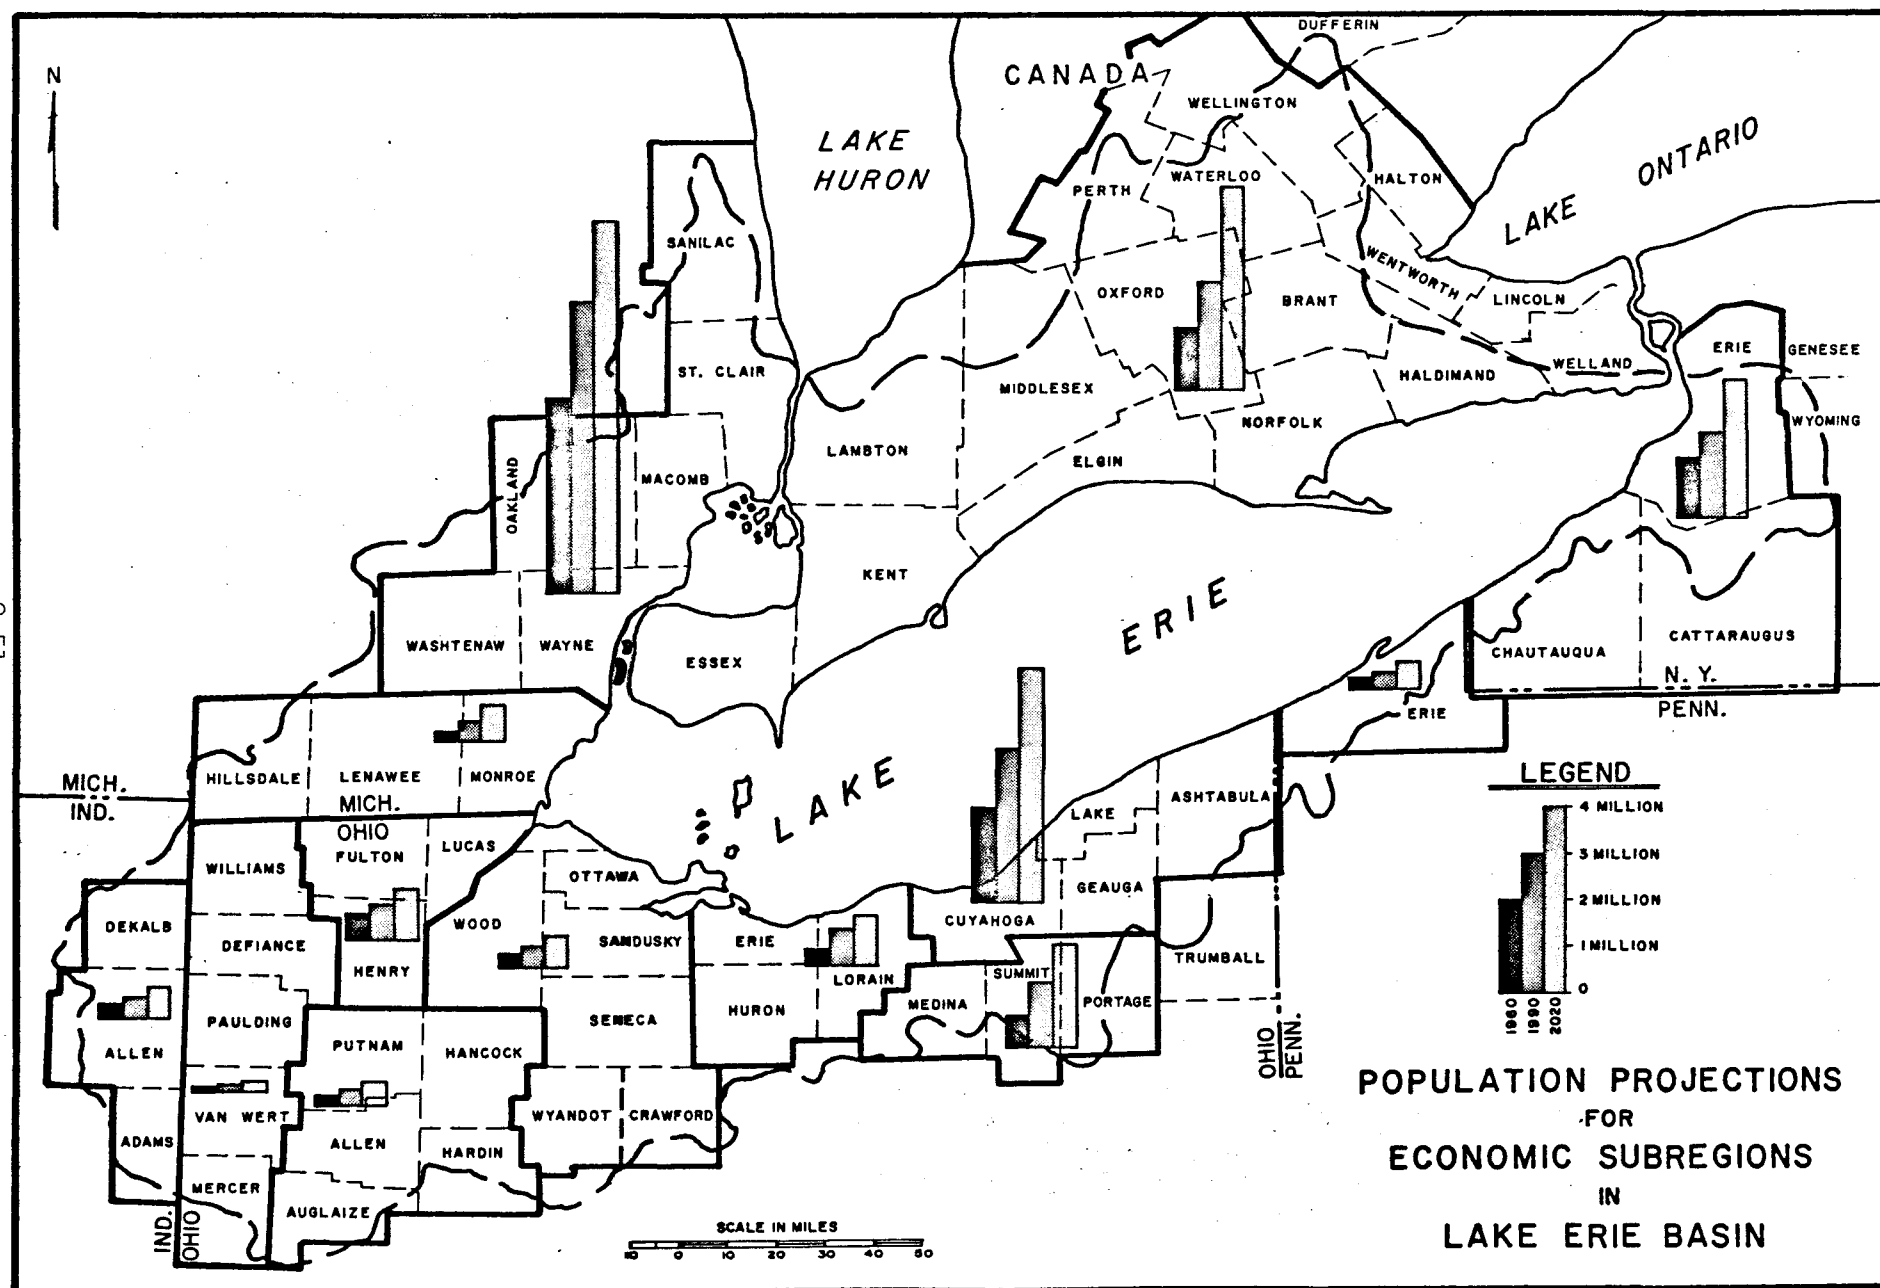 N
CANADA
LAKE
HURON
LAKE
ONTARIO
DUFFERIN
WELLINGTON
WATERLOO
PERTH
HALTON
SANILAC
OXFORD
BRANT
WENTWORTH
LINCOLN
ERIE
GENESEE
ST. CLAIR
MIDDLESEX
HALDIMAND
WELLAND
WYOMING
NORFOLK
LAMBTON
ELGIN
OAKLAND
MACOMB
KENT
LAKE
ERIE
WASHTENAW
WAYNE
ESSEX
CHAUTAUQUA
CATTARAUGUS
N. Y.
PENN.
ERIE
HILLSDALE
LENAWEE
MONROE
MICH.
IND.
MICH.
OHIO
ASHTABULA
LAKE
GEAUGA
CUYAHOGA
TRUMBALL
FULTON
LUCAS
WILLIAMS
OTTAWA
DEKALB
DEFIANCE
WOOD
SANDUSKY
ERIE
LORAIN
HENRY
SUMMIT
MEDINA
PORTAGE
HURON
PAULDING
SENECA
ALLEN
PUTNAM
HANCOCK
VAN WERT
WYANDOT
CRAWFORD
ADAMS
ALLEN
HARDIN
MERCER
AUGLAIZE
IND.
OHIO
OHIO
PENN.
LEGEND
4 MILLION
3 MILLION
2 MILLION
1 MILLION
0
1960
1990
2020
POPULATION PROJECTIONS
FOR
ECONOMIC SUBREGIONS
IN
LAKE ERIE BASIN
SCALE IN MILES
10 0 10 20 30 40 50